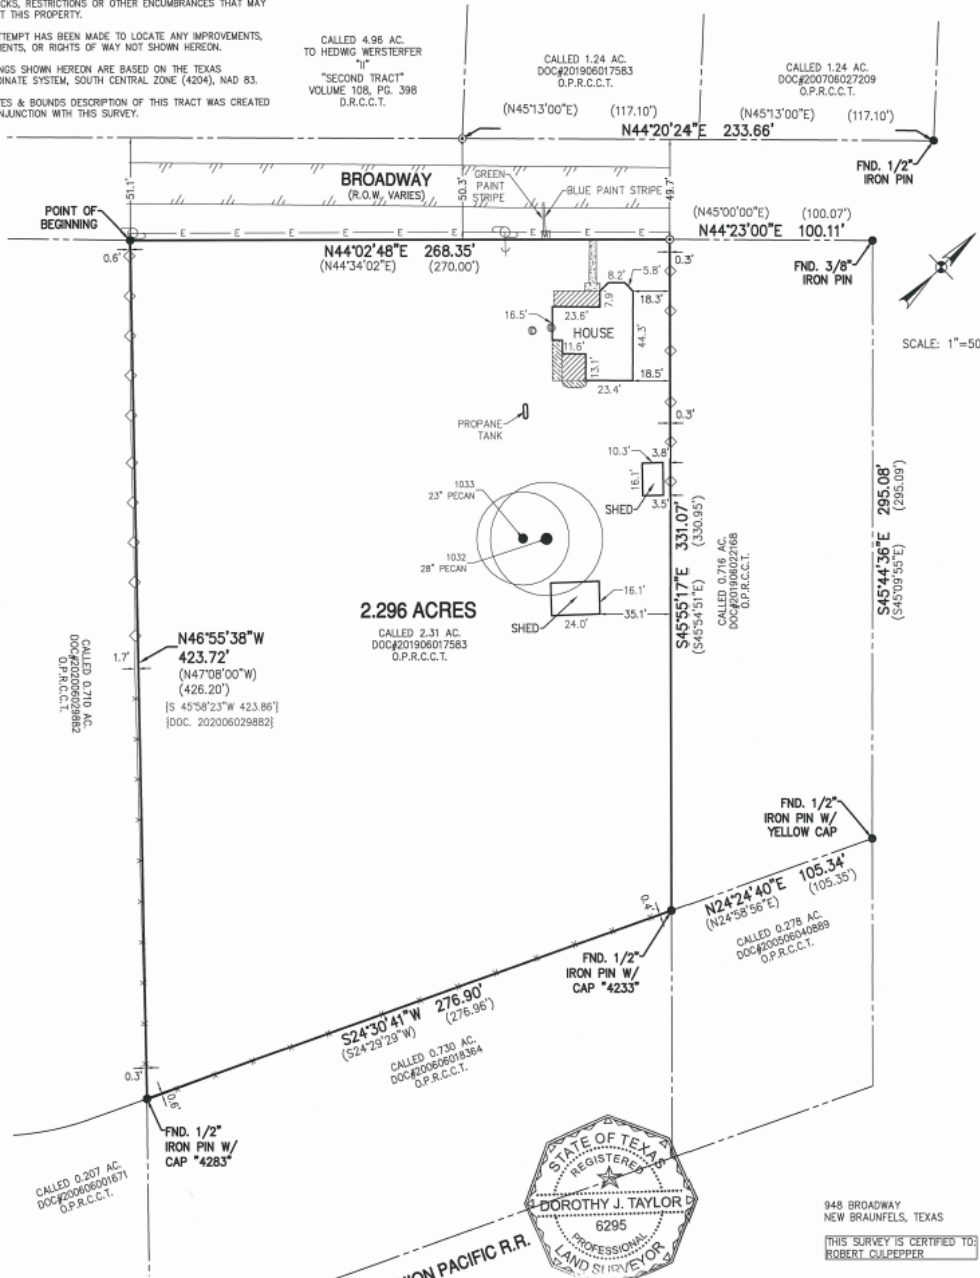 CKS, RESTRICTIONS OR OTHER ENCUMBRANCES THAT MAY
T THIS PROPERTY.
TEMPT HAS BEEN MADE TO LOCATE ANY IMPROVEMENTS,
ENTS, OR RIGHTS OF WAY NOT SHOWN HEREON.
NGS SHOWN HEREON ARE BASED ON THE TEXAS
DINATE SYSTEM, SOUTH CENTRAL ZONE (4204), NAD 83.
TES & BOUNDS DESCRIPTION OF THIS TRACT WAS CREATED
NJUNCTION WITH THIS SURVEY.
CALLED 4.96 AC.
TO HEDWIG WERSTERFER
"II"
"SECOND TRACT"
VOLUME 108, PG. 398
D.R.C.C.T.
CALLED 1.24 AC.
DOC#201906017583
O.P.R.C.C.T.
CALLED 1.24 AC.
DOC#200706027209
O.P.R.C.C.T.
(N45°13'00"E) (117.10')
(N45°13'00"E) (117.10')
N44°20'24"E 233.66'
FND. 1/2"
IRON PIN
BROADWAY
(R.O.W. VARIES)
51.1'
50.3'
49.7'
GREEN
PAINT
STRIPE
BLUE PAINT STRIPE
POINT OF
BEGINNING
E E E E E
N44°02'48"E 268.35'
(N44°34'02"E) (270.00')
(N45°00'00"E) (100.07')
N44°23'00"E 100.11'
FND. 3/8"
IRON PIN
SCALE: 1"=50
0.6'
0.3'
8.2'
5.8'
7.9'
18.3'
23.6'
16.5'
HOUSE
44.3'
11.6'
13.1'
18.5'
23.4'
PROPANE
TANK
0.3'
10.3'
3.8'
16.1'
3.5'
SHED
1033
23" PECAN
1032
28" PECAN
16.1'
35.1'
24.0'
SHED
2.296 ACRES
CALLED 2.31 AC.
DOC#201906017583
O.P.R.C.C.T.
S45°55'17"E 331.07'
(S45°54'51"E) (330.95')
CALLED 0.716 AC.
DOC#201906022168
O.P.R.C.C.T.
S45°44'36"E 295.08'
(S45°09'55"E) (295.09')
CALLED 0.710 AC.
DOC#202006029882
O.P.R.C.C.T.
1.7'
N46°55'38"W
423.72'
(N47°08'00"W)
(426.20')
[S 45°58'23"W 423.86']
[DOC. 202006029882]
FND. 1/2"
IRON PIN W/
YELLOW CAP
N24°24'40"E 105.34'
(N24°58'56"E) (105.35')
CALLED 0.278 AC.
DOC#200506040889
O.P.R.C.C.T.
0.4'
FND. 1/2"
IRON PIN W/
CAP "4233"
S24°30'41"W 276.90'
(S24°29'29"W) (276.96')
CALLED 0.730 AC.
DOC#200606018364
O.P.R.C.C.T.
0.3'
0.6'
FND. 1/2"
IRON PIN W/
CAP "4283"
CALLED 0.207 AC.
DOC#200606001671
O.P.R.C.C.T.
STATE OF TEXAS
REGISTERED
DOROTHY J. TAYLOR
6295
PROFESSIONAL
LAND SURVEYOR
ION PACIFIC R.R.
948 BROADWAY
NEW BRAUNFELS, TEXAS
THIS SURVEY IS CERTIFIED TO:
ROBERT CULPEPPER